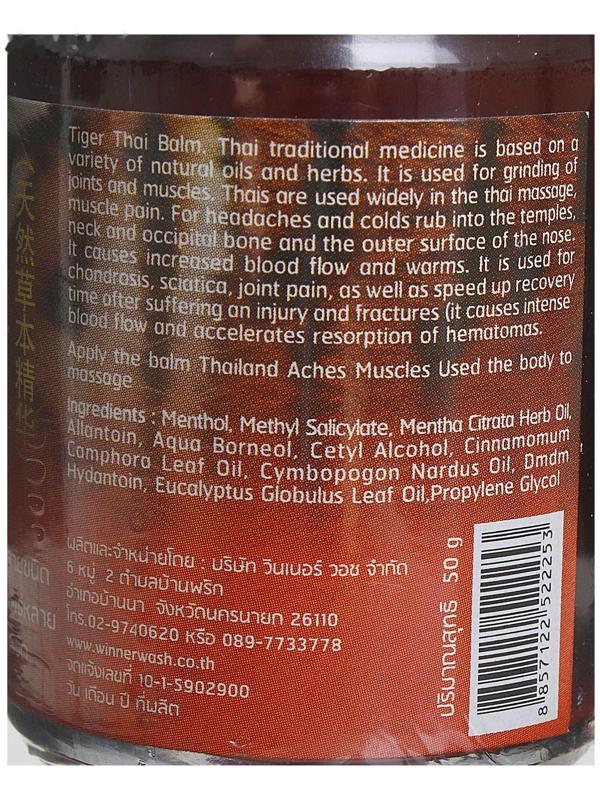 Tiger Thai Balm. Thai traditional medicine is based on a
variety of natural oils and herbs. It is used for grinding of
joints and muscles. Thais are used widely in the thai massage,
muscle pain. For headaches and colds rub into the temples,
neck and occipital bone and the outer surface of the nose.
It causes increased blood flow and warms. It is used for
chondrosis, sciatica, joint pain, as well as speed up recovery
time after suffering an injury and fractures (it causes intense
blood flow and accelerates resorption of hematomas.
Apply the balm Thailand Aches Muscles Used the body to
massage
Ingredients : Menthol, Methyl Salicylate, Mentha Citrata Herb Oil,
Allantoin, Aqua Borneol, Cetyl Alcohol, Cinnamomum
Camphora Leaf Oil, Cymbopogon Nardus Oil, Dmdm
Hydantoin, Eucalyptus Globulus Leaf Oil,Propylene Glycol
ผลิตและจำหน่ายโดย : บริษัท วินเนอร์ วอช จำกัด
6 หมู่ 2 ตำบลบ้านพริก
อำเภอบ้านนา จังหวัดนครนายก 26110
โทร.02-9740620 หรือ 089-7733778
www.winnerwash.co.th
จดแจ้งเลขที่ 10-1-5902900
วัน เดือน ปี ที่ผลิต
ปริมาณสุทธิ 50 g
8 857122 522253
天然草本精华